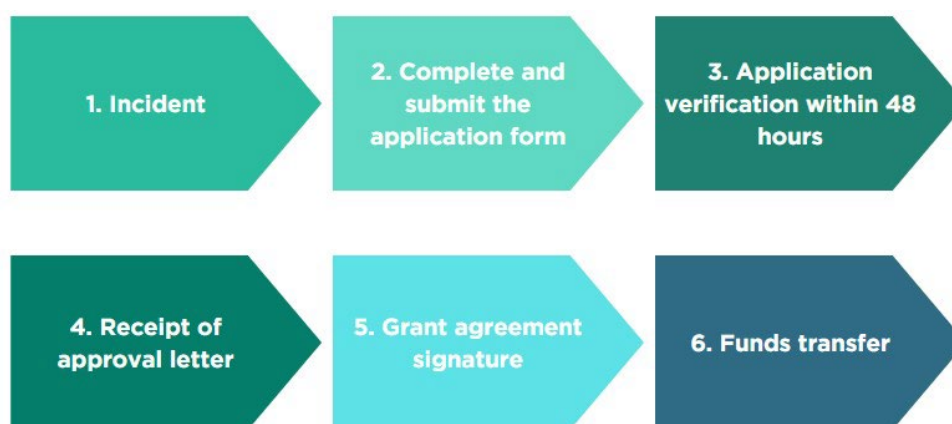 1. Incident
2. Complete and
submit the
application form
3. Application
verification within 48
hours
4. Receipt of
approval letter
5. Grant agreement
signature
6. Funds transfer